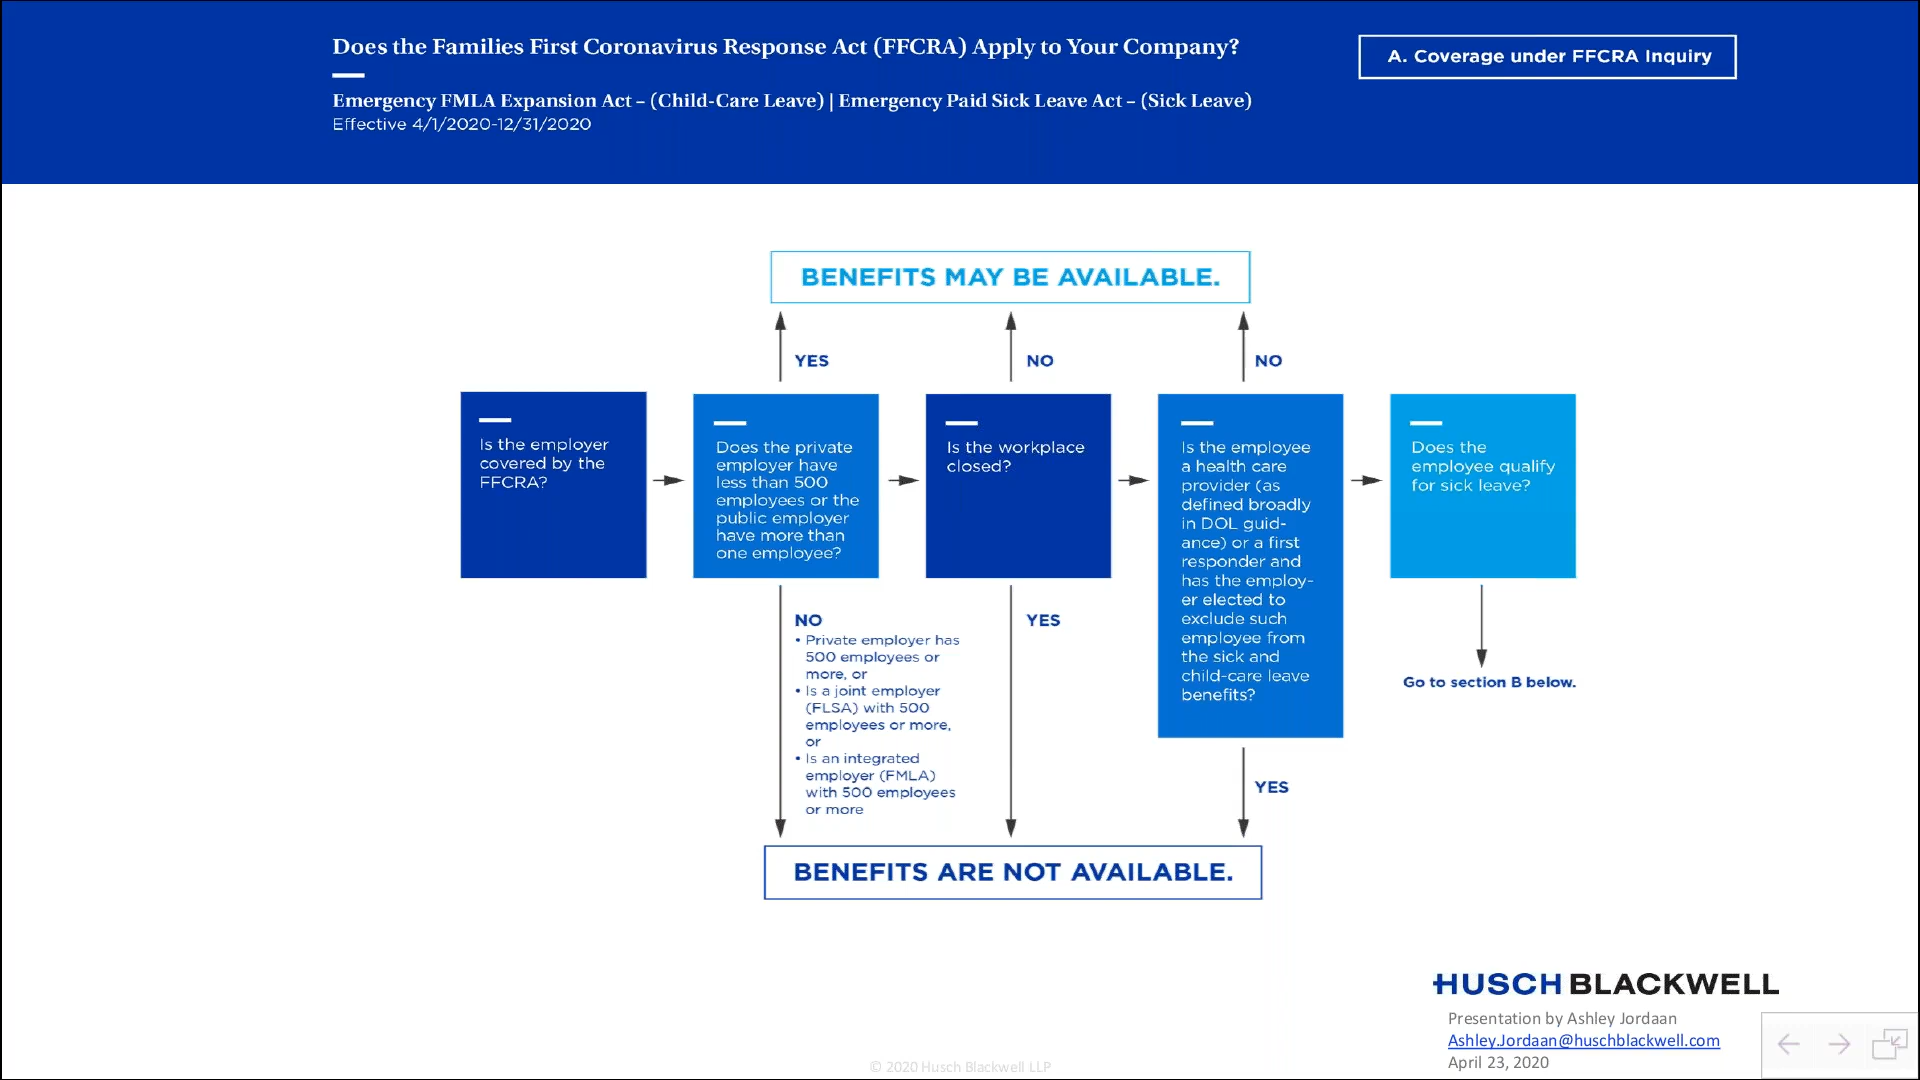 Does the Families First Coronavirus Response Act (FFCRA) Apply to Your Company?
A. Coverage under FFCRA Inquiry
Emergency FMLA Expansion Act – (Child-Care Leave) | Emergency Paid Sick Leave Act – (Sick Leave)
Effective 4/1/2020-12/31/2020
BENEFITS MAY BE AVAILABLE.
YES
NO
NO
Is the employer
covered by the
FFCRA?
Does the private
employer have
less than 500
employees or the
public employer
have more than
one employee?
Is the workplace
closed?
Is the employee
a health care
provider (as
defined broadly
in DOL guid-
ance) or a first
responder and
has the employ-
er elected to
exclude such
employee from
the sick and
child-care leave
benefits?
Does the
employee qualify
for sick leave?
NO
• Private employer has
500 employees or
more, or
• Is a joint employer
(FLSA) with 500
employees or more,
or
• Is an integrated
employer (FMLA)
with 500 employees
or more
YES
YES
Go to section B below.
BENEFITS ARE NOT AVAILABLE.
HUSCH BLACKWELL
Presentation by Ashley Jordaan
Ashley.Jordaan@huschblackwell.com
April 23, 2020
© 2020 Husch Blackwell LLP